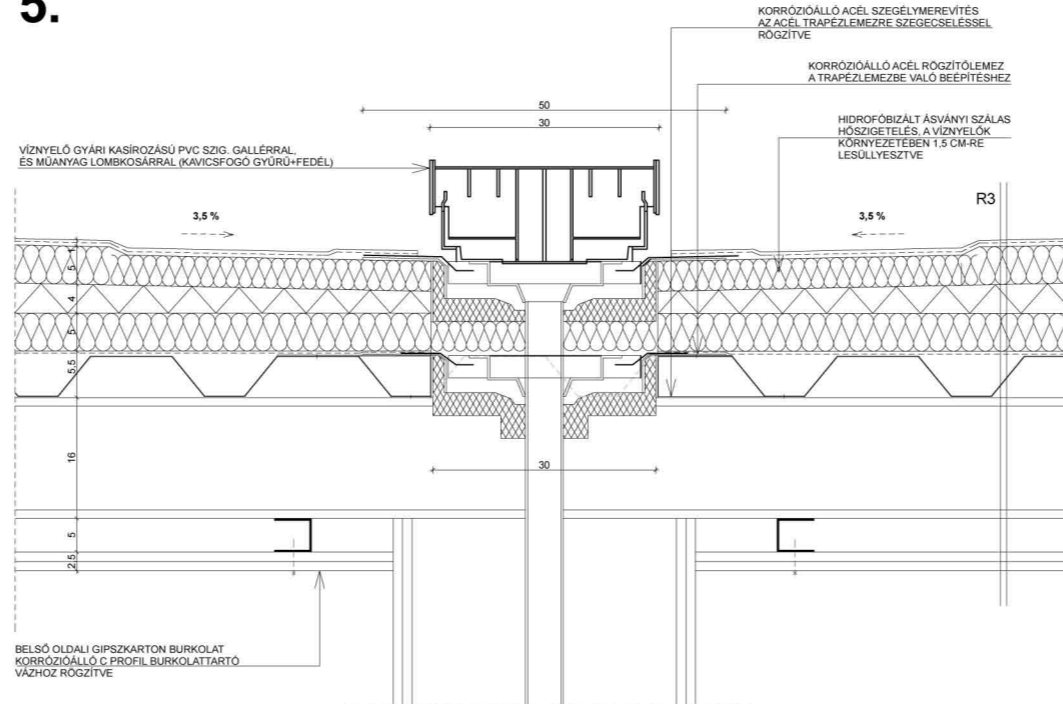 5.
KORRÓZIÓÁLLÓ ACÉL SZEGÉLYMEREVÍTÉS
AZ ACÉL TRAPÉZLEMEZRE SZEGECSELÉSSEL
RÖGZÍTVE
KORRÓZIÓÁLLÓ ACÉL RÖGZÍTŐLEMEZ
A TRAPÉZLEMEZBE VALÓ BEÉPÍTÉSHEZ
50
30
HIDROFÓBIZÁLT ÁSVÁNYI SZÁLAS
HŐSZIGETELÉS, A VÍZNYELŐK
KÖRNYEZETÉBEN 1,5 CM-RE
LESÜLLYESZTVE
VÍZNYELŐ GYÁRI KASÍROZÁSÚ PVC SZIG. GALLÉRRAL,
ÉS MŰANYAG LOMBKOSÁRRAL (KAVICSFOGÓ GYŰRŰ+FEDÉL)
R3
3,5 %
3,5 %
1
5
4
5
5,5
16
30
5
2,5
BELSŐ OLDALI GIPSZKARTON BURKOLAT
KORRÓZIÓÁLLÓ C PROFIL BURKOLATTARTÓ
VÁZHOZ RÖGZÍTVE